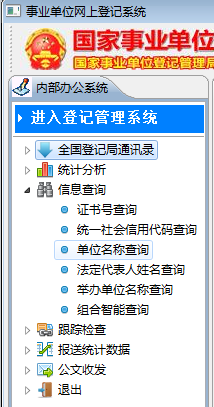 事业单位网上登记系统
国家事业单位
国家事业单位登记管理局
内部办公系统
进入登记管理系统
全国登记局通讯录
统计分析
信息查询
证书号查询
统一社会信用代码查询
单位名称查询
法定代表人姓名查询
举办单位名称查询
组合智能查询
跟踪检查
报送统计数据
公文收发
退出